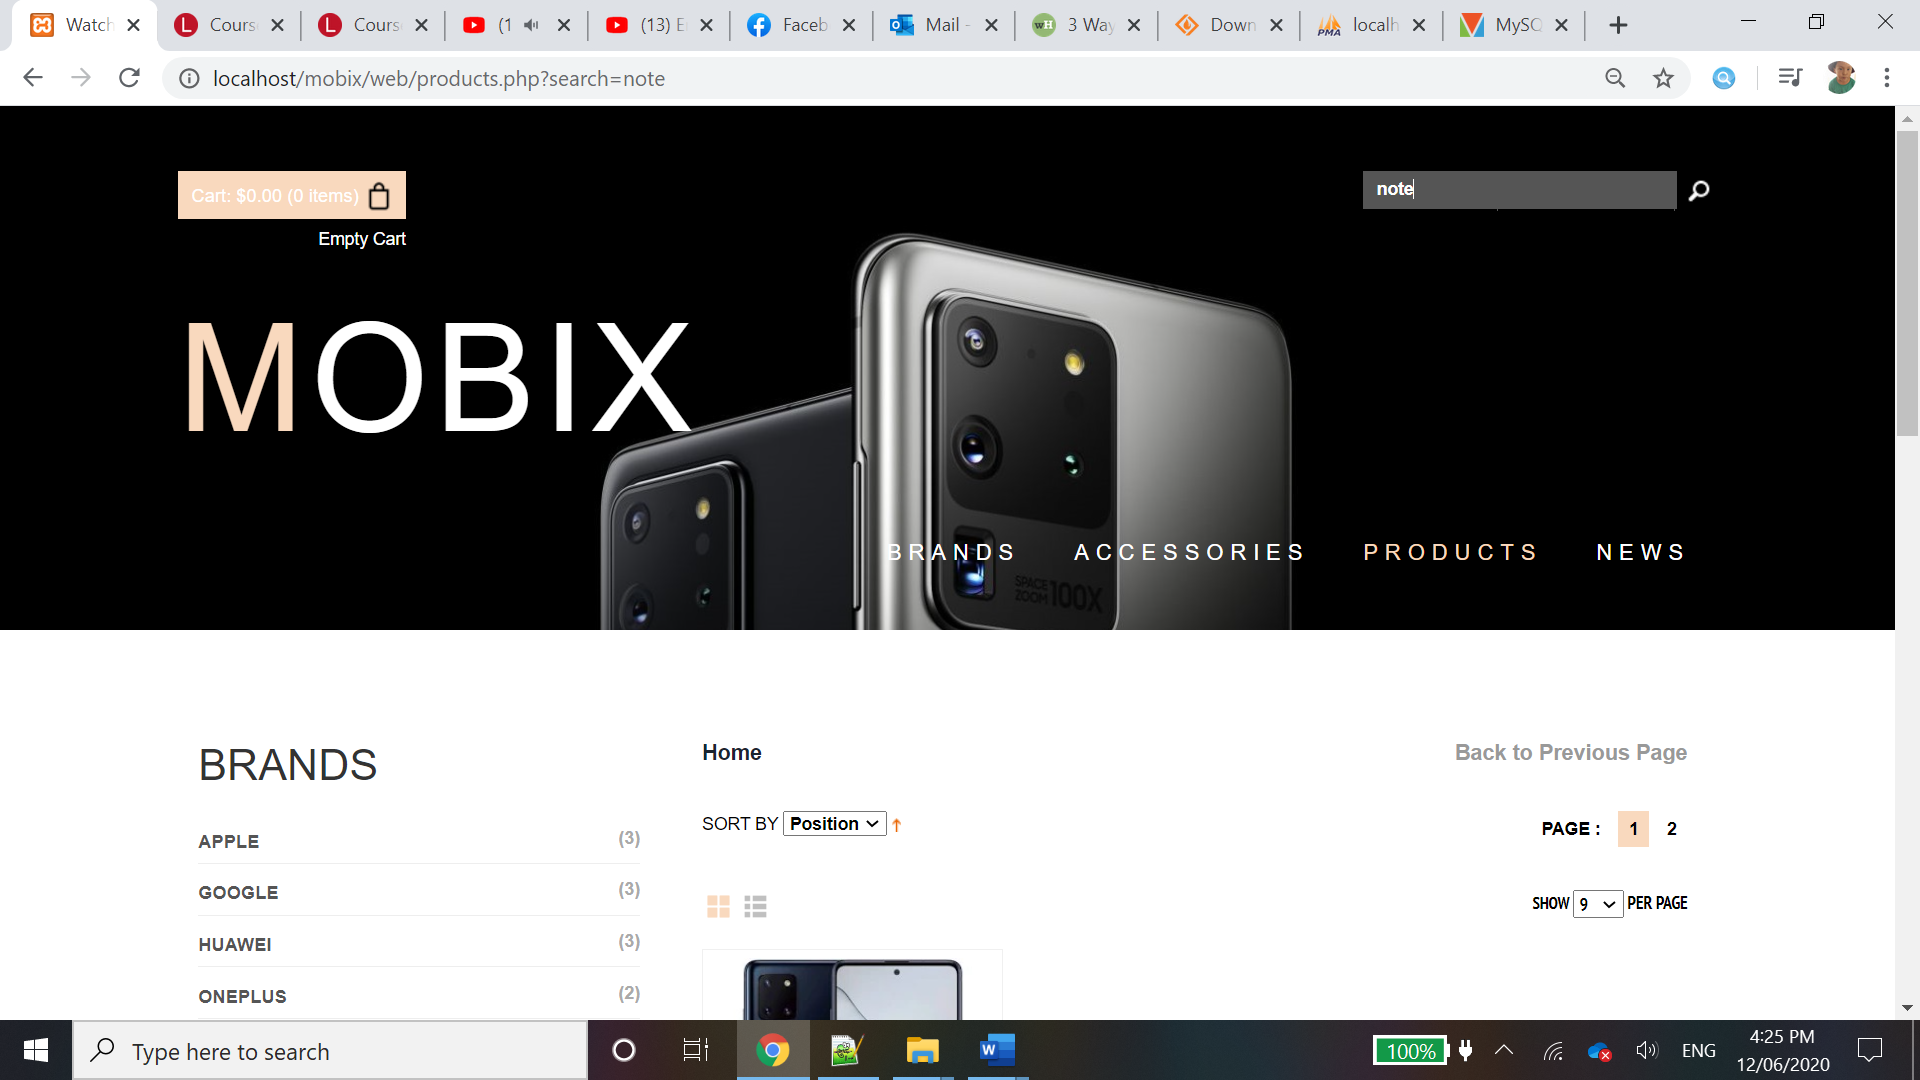 Watch
Cours
Cours
(1
(13) E
Faceb
Mail -
3 Way
Down
localh
MySQ
localhost/mobix/web/products.php?search=note
Cart: $0.00 (0 items)
Empty Cart
note
MOBIX
BRANDS ACCESSORIES PRODUCTS NEWS
SPACE ZOOM 100X
BRANDS
APPLE (3)
GOOGLE (3)
HUAWEI (3)
ONEPLUS (2)
Home
Back to Previous Page
SORT BY Position
PAGE : 1 2
SHOW 9 PER PAGE
Type here to search
100%
ENG
4:25 PM
12/06/2020